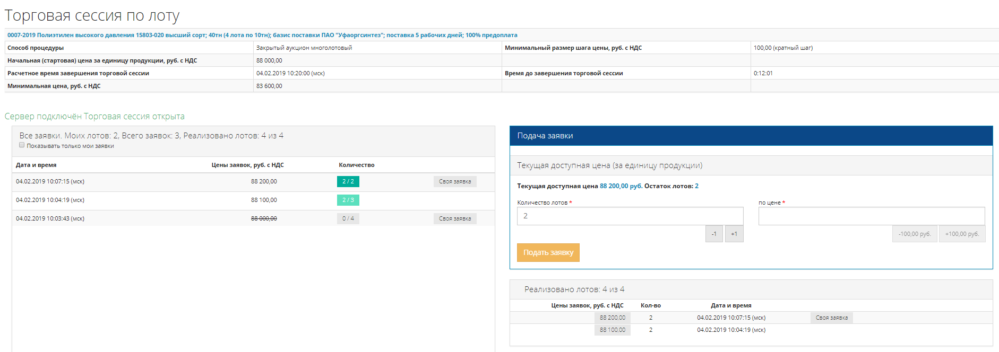 Торговая сессия по лоту
0007-2019 Полиэтилен высокого давления 15803-020 высший сорт; 40тн (4 лота по 10тн); базис поставки ПАО "Уфаоргсинтез"; поставка 5 рабочих дней; 100% предоплата
Способ процедуры Закрытый аукцион многолотовый Минимальный размер шага цены, руб. с НДС 100,00 (кратный шаг)
Начальная (стартовая) цена за единицу продукции, руб. с НДС 88 000,00
Расчетное время завершения торговой сессии 04.02.2019 10:20:00 (мск) Время до завершения торговой сессии 0:12:01
Минимальная цена, руб. с НДС 83 600,00
Сервер подключён Торговая сессия открыта
Все заявки. Моих лотов: 2, Всего заявок: 3, Реализовано лотов: 4 из 4
Показывать только мои заявки
Дата и время Цены заявок, руб. с НДС Количество
04.02.2019 10:07:15 (мск) 88 200,00 2 / 2 Своя заявка
04.02.2019 10:04:19 (мск) 88 100,00 2 / 3
04.02.2019 10:03:43 (мск) 88 000,00 0 / 4 Своя заявка
Подача заявки
Текущая доступная цена (за единицу продукции)
Текущая доступная цена 88 200,00 руб. Остаток лотов: 2
Количество лотов * по цене *
2
-1 +1 -100,00 руб. +100,00 руб.
Подать заявку
Реализовано лотов: 4 из 4
Цены заявок, руб. с НДС Кол-во Дата и время
88 200,00 2 04.02.2019 10:07:15 (мск) Своя заявка
88 100,00 2 04.02.2019 10:04:19 (мск)